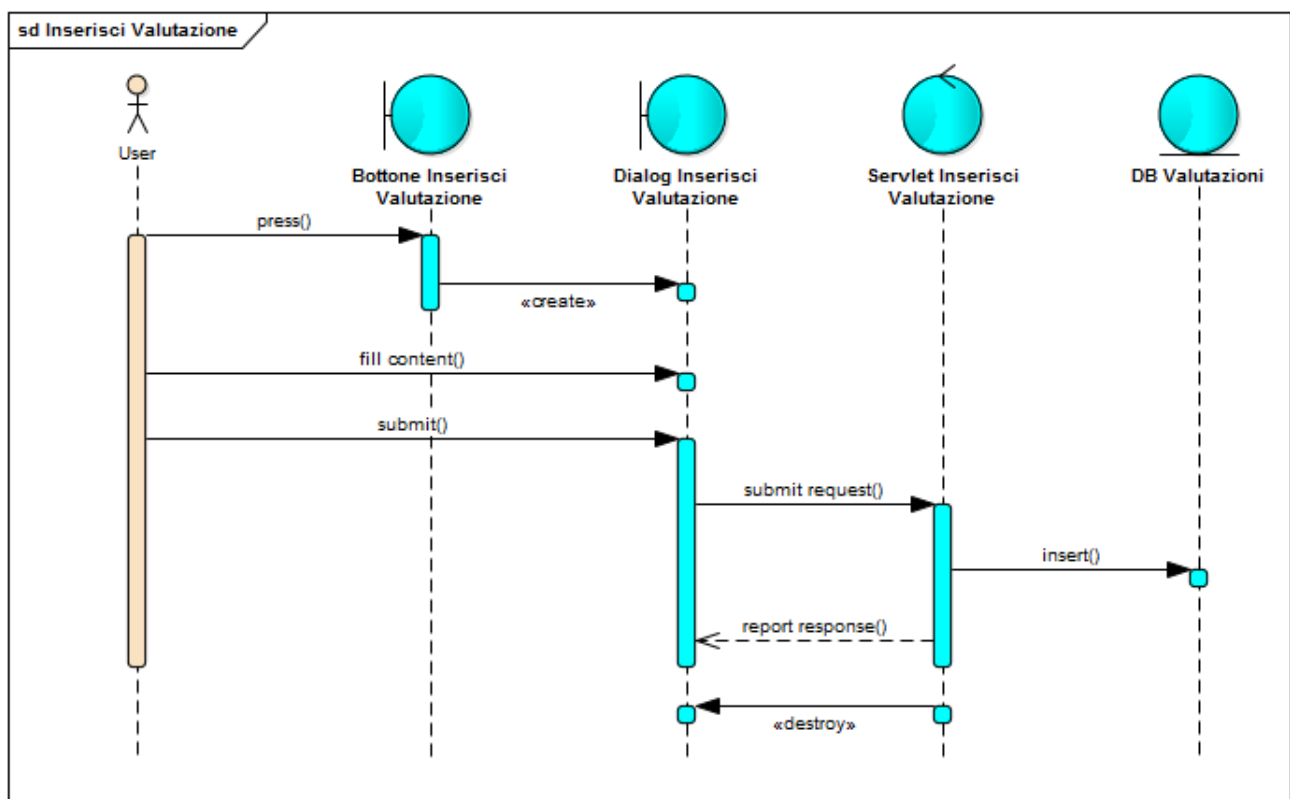 sd Inserisci Valutazione
User
Bottone Inserisci
Valutazione
Dialog Inserisci
Valutazione
Servlet Inserisci
Valutazione
DB Valutazioni
press()
«create»
fill content()
submit()
submit request()
insert()
report response()
«destroy»